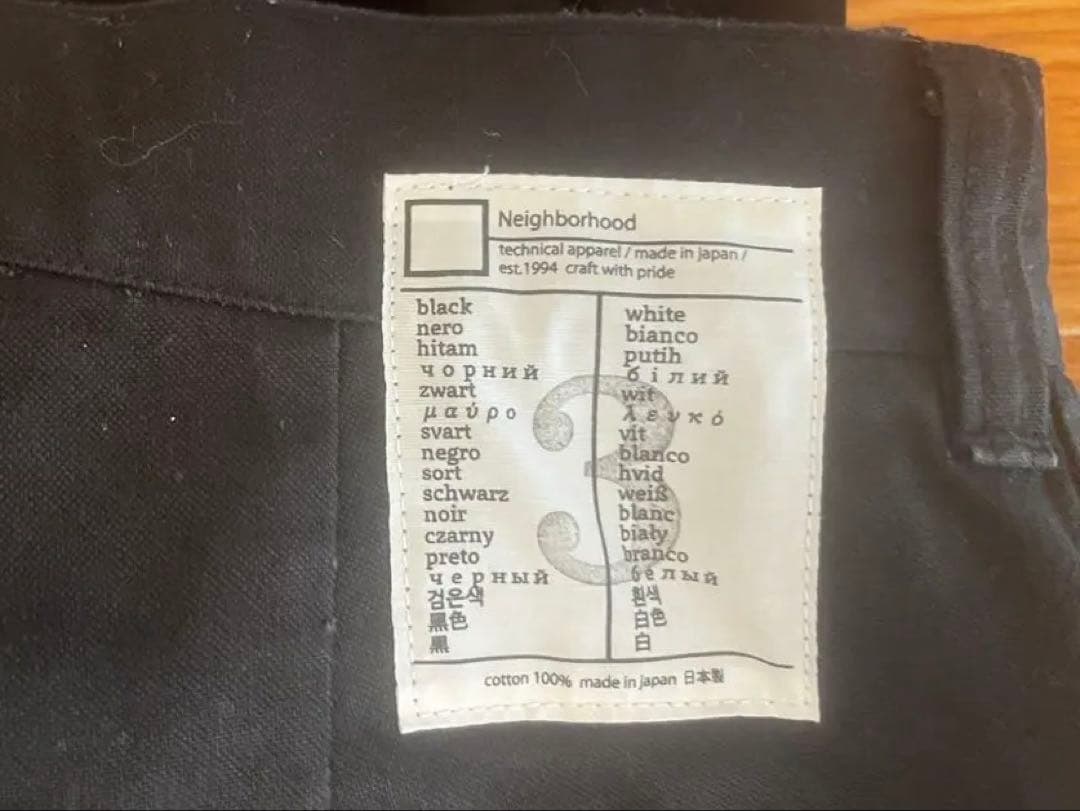 Neighborhood
technical apparel / made in japan /
est.1994 craft with pride
black
nero
hitam
чорний
zwart
μαύρο
svart
negro
sort
schwarz
noir
czarny
preto
черный
검은색
黒色
黒
white
bianco
putih
білий
wit
λευκό
vit
blanco
hvid
weiß
blanc
biały
branco
белый
흰색
白色
白
3
cotton 100% made in japan 日本製